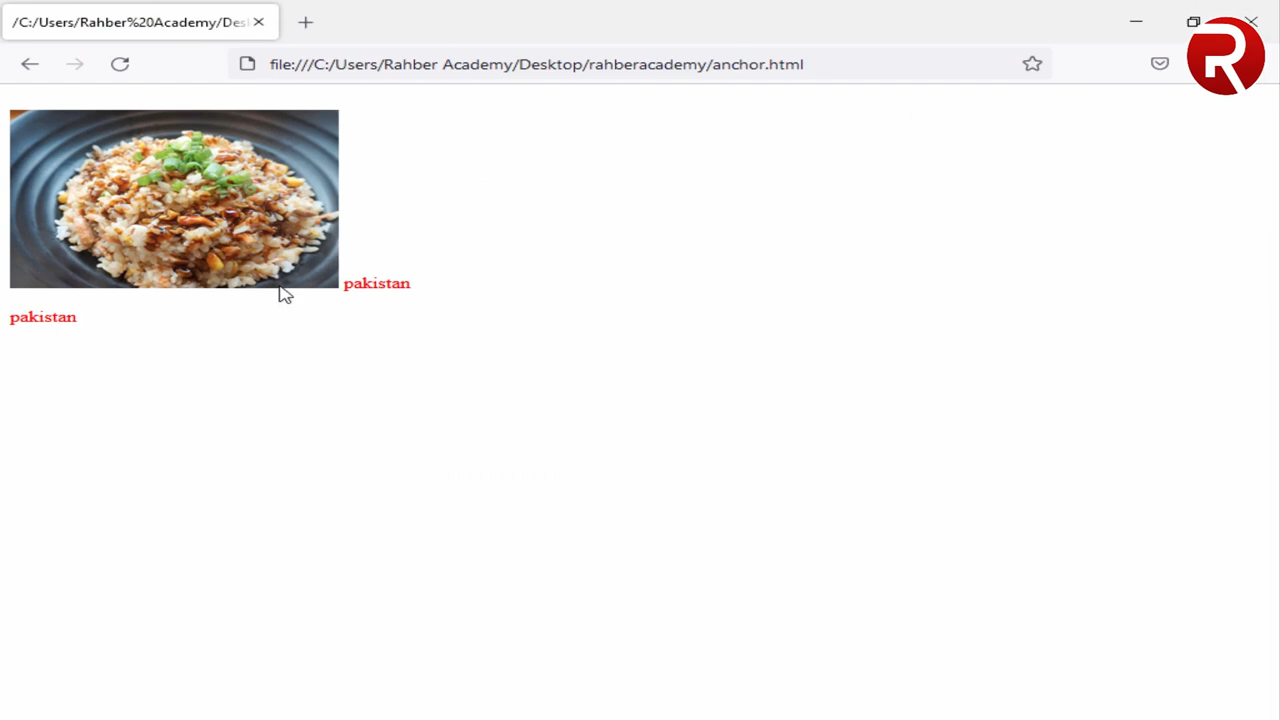 /C:/Users/Rahber%20Academy/Des
file:///C:/Users/Rahber Academy/Desktop/rahberacademy/anchor.html
R
pakistan
pakistan